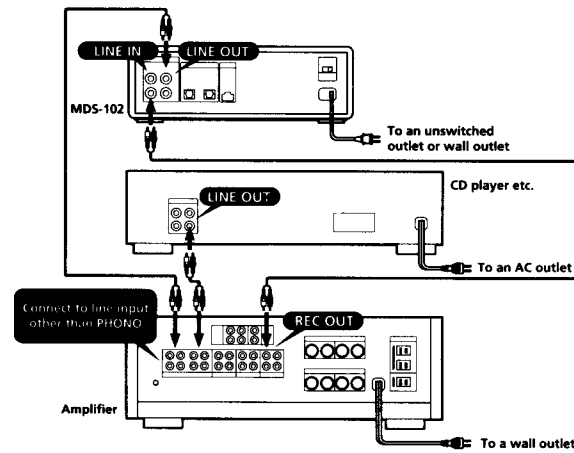 LINE IN
LINE OUT
MDS-102
To an unswitched
outlet or wall outlet
CD player etc.
LINE OUT
To an AC outlet
Connect to line input
other than PHONO
REC OUT
Amplifier
To a wall outlet